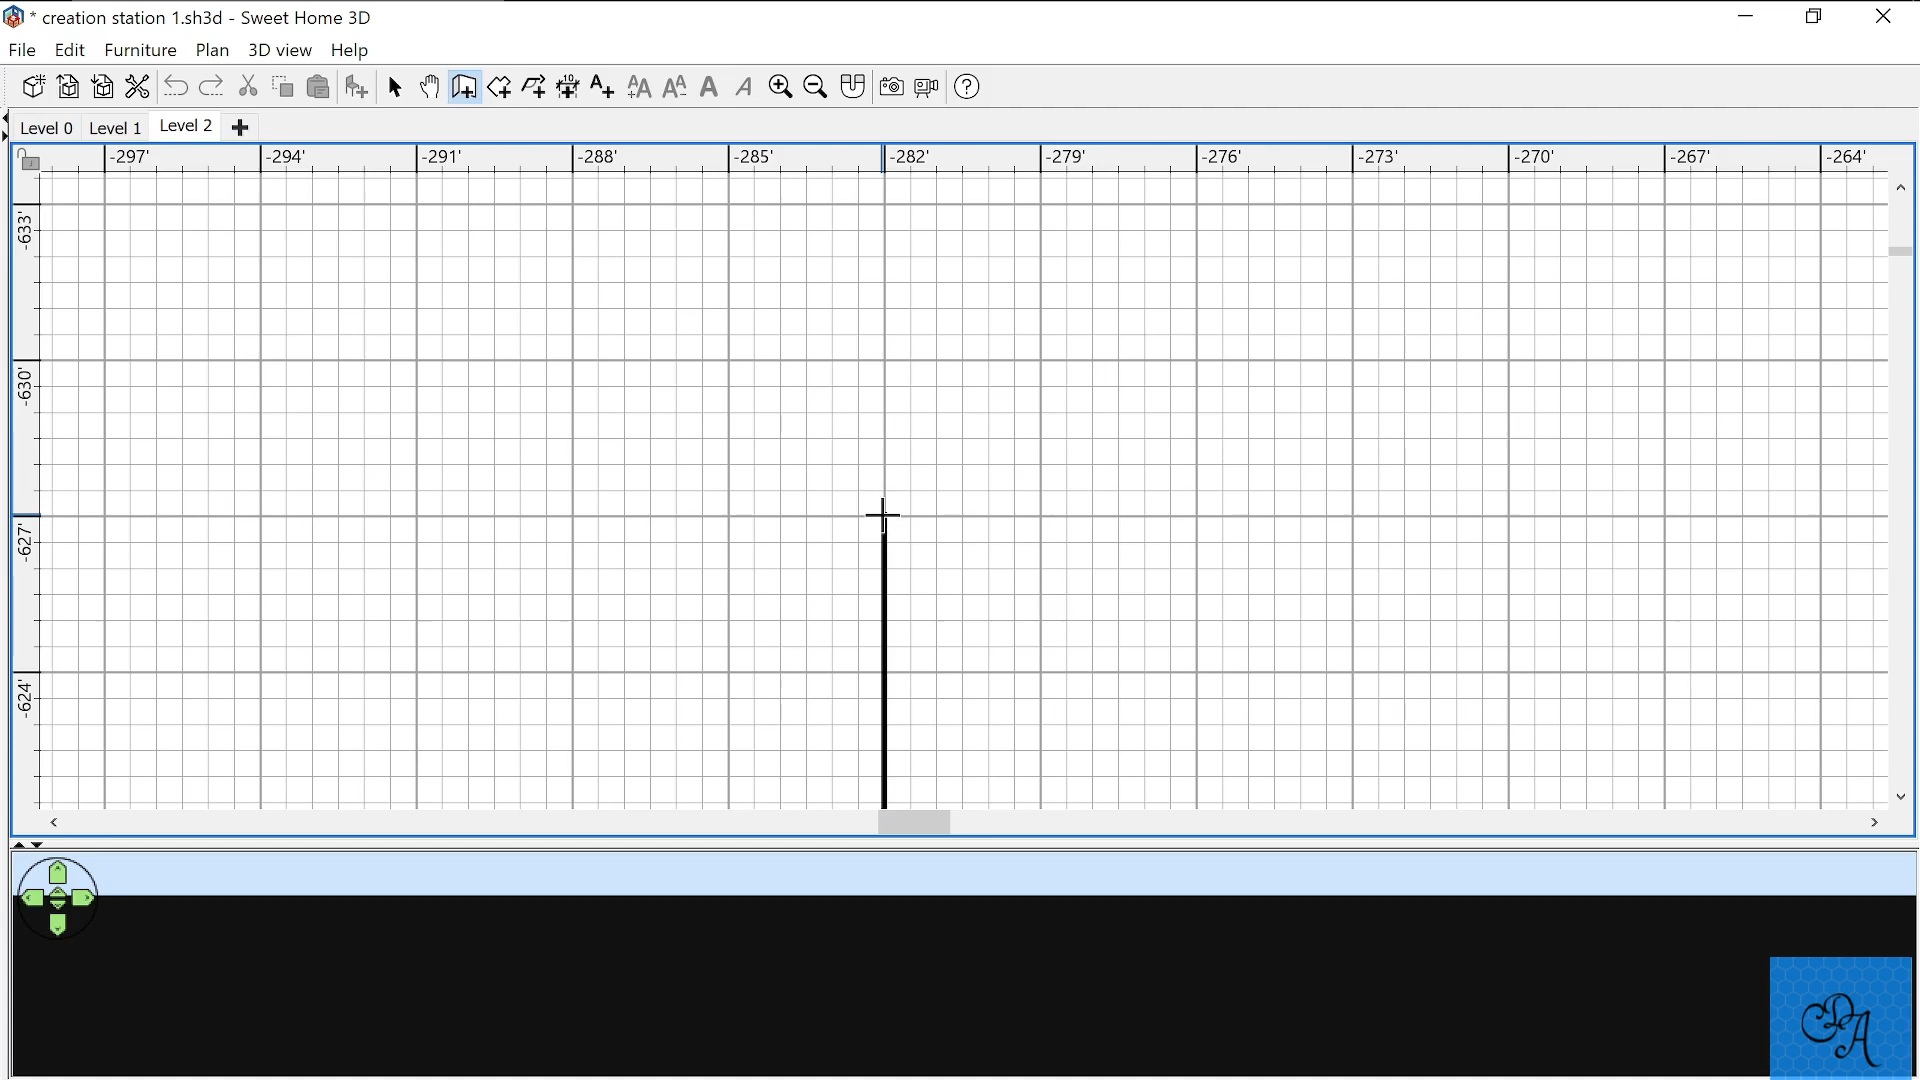 * creation station 1.sh3d - Sweet Home 3D
File Edit Furniture Plan 3D view Help
Level 0 Level 1 Level 2
-297' -294' -291' -288' -285' -282' -279' -276' -273' -270' -267' -264'
-633'
-630'
-627'
-624'
DA